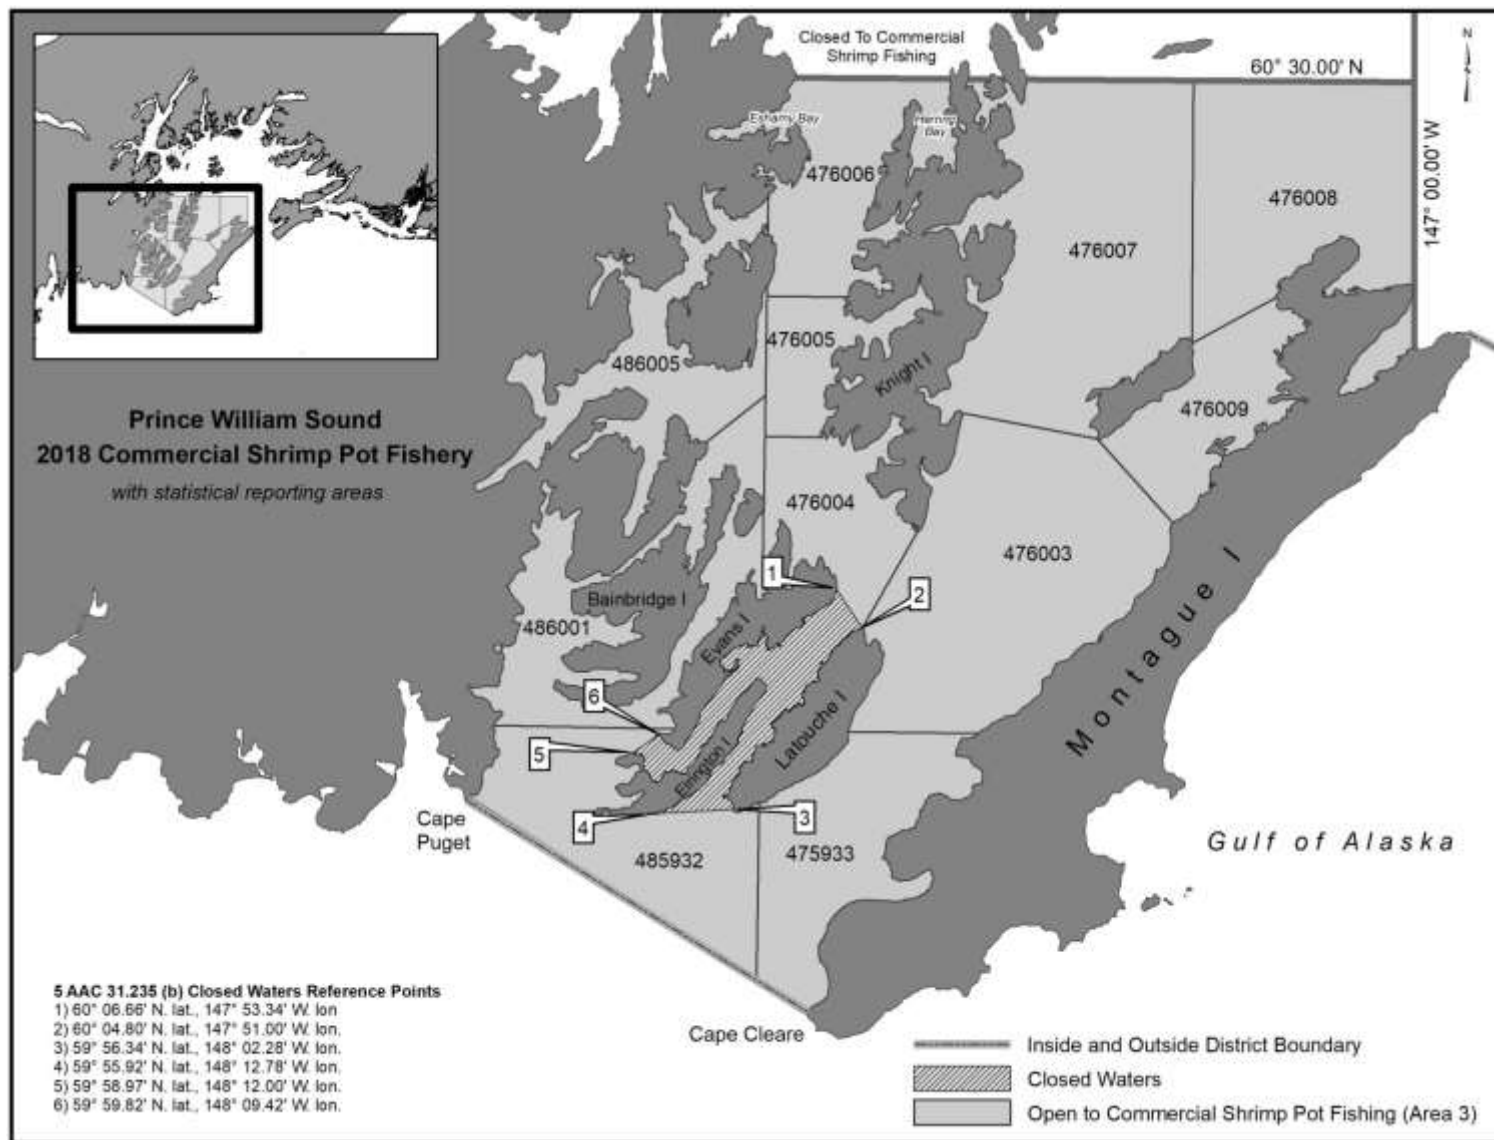 Closed To Commercial
Shrimp Fishing
N
60° 30.00' N
147° 00.00' W
Eshamy Bay
Herring
Bay
476006
476008
476007
476005
486005
Knight I
476009
Prince William Sound
2018 Commercial Shrimp Pot Fishery
with statistical reporting areas
476004
476003
1
2
Bainbridge I
486001
Evans I
Montague I
6
5
Latouche I
Elrington I
4
3
Cape
Puget
485932
475933
Gulf of Alaska
5 AAC 31.235 (b) Closed Waters Reference Points
1) 60° 06.66' N. lat., 147° 53.34' W. lon
2) 60° 04.80' N. lat., 147° 51.00' W. lon.
3) 59° 56.34' N. lat., 148° 02.28' W. lon.
4) 59° 55.92' N. lat., 148° 12.78' W. lon.
5) 59° 58.97' N. lat., 148° 12.00' W. lon.
6) 59° 59.82' N. lat., 148° 09.42' W. lon.
Cape Cleare
Inside and Outside District Boundary
Closed Waters
Open to Commercial Shrimp Pot Fishing (Area 3)